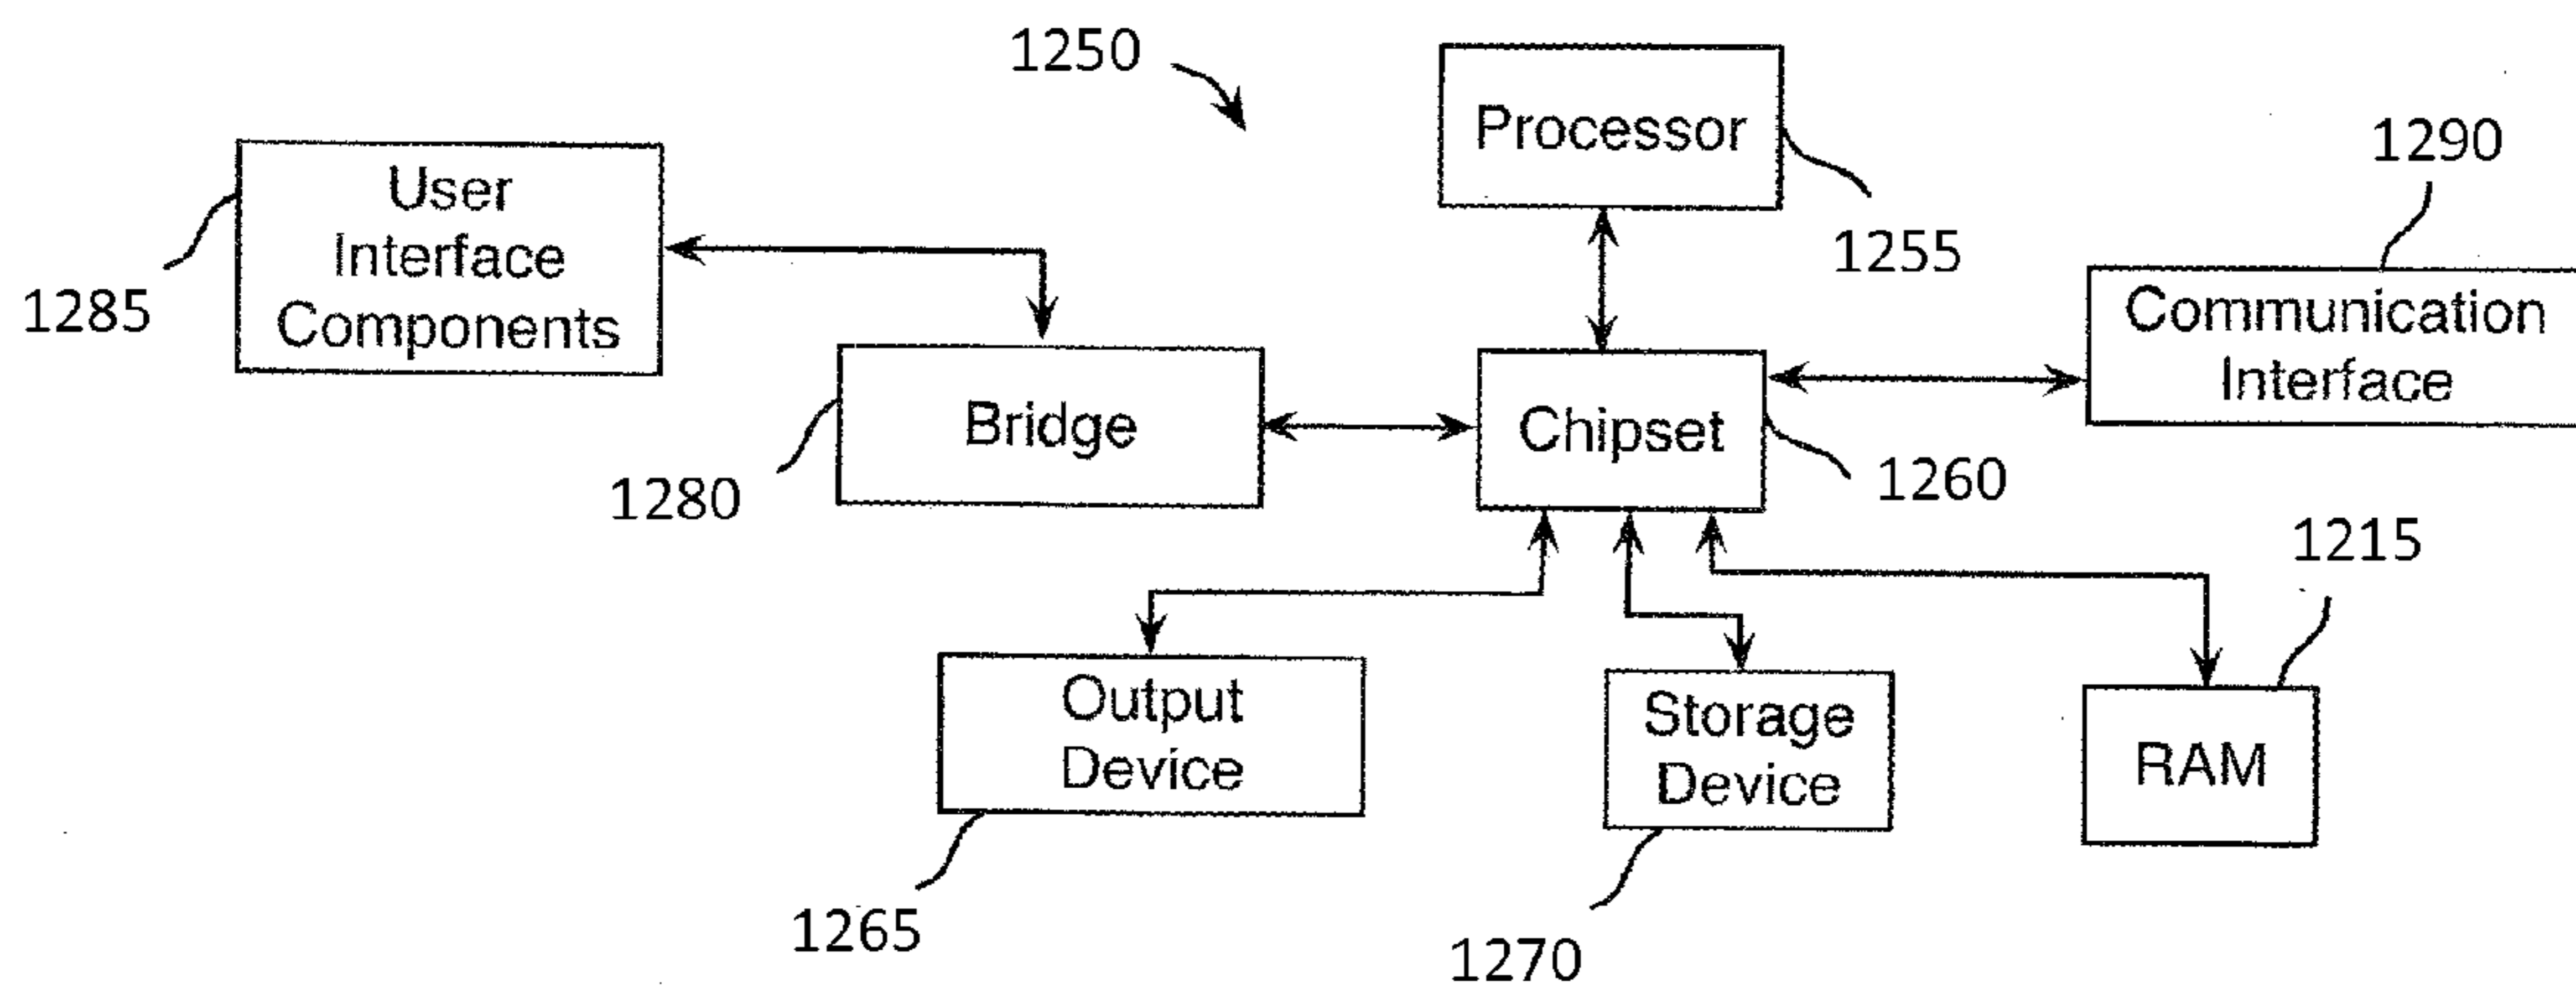 1250
Processor
1290
User
Interface
Components
1255
1285
Communication
Interface
Bridge
Chipset
1280
1260
1215
Output
Device
Storage
Device
RAM
1265
1270